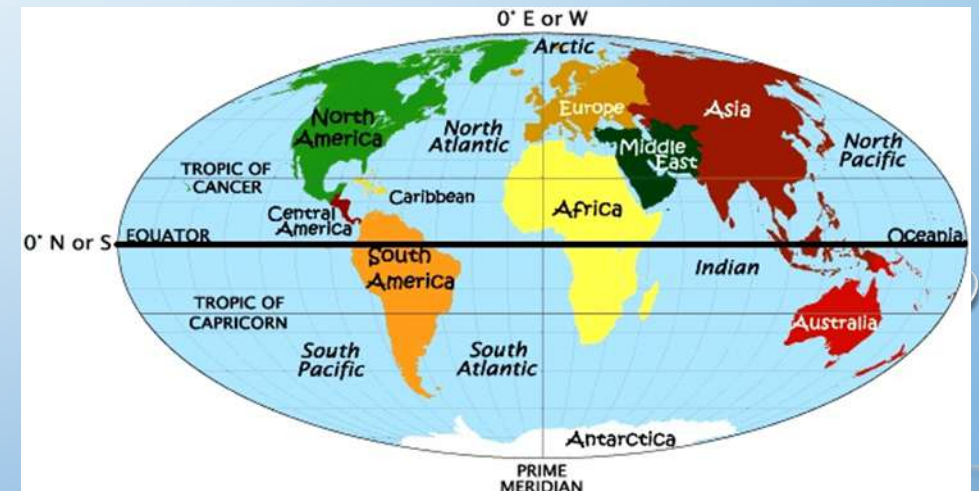 0° E or W
Arctic
North
America
Europe
Asia
North
Atlantic
Middle
East
North
Pacific
TROPIC OF
CANCER
Caribbean
Central
America
Africa
0° N or S
EQUATOR
Oceania
South
America
Indian
TROPIC OF
CAPRICORN
Australia
South
Pacific
South
Atlantic
Antarctica
PRIME
MERIDIAN